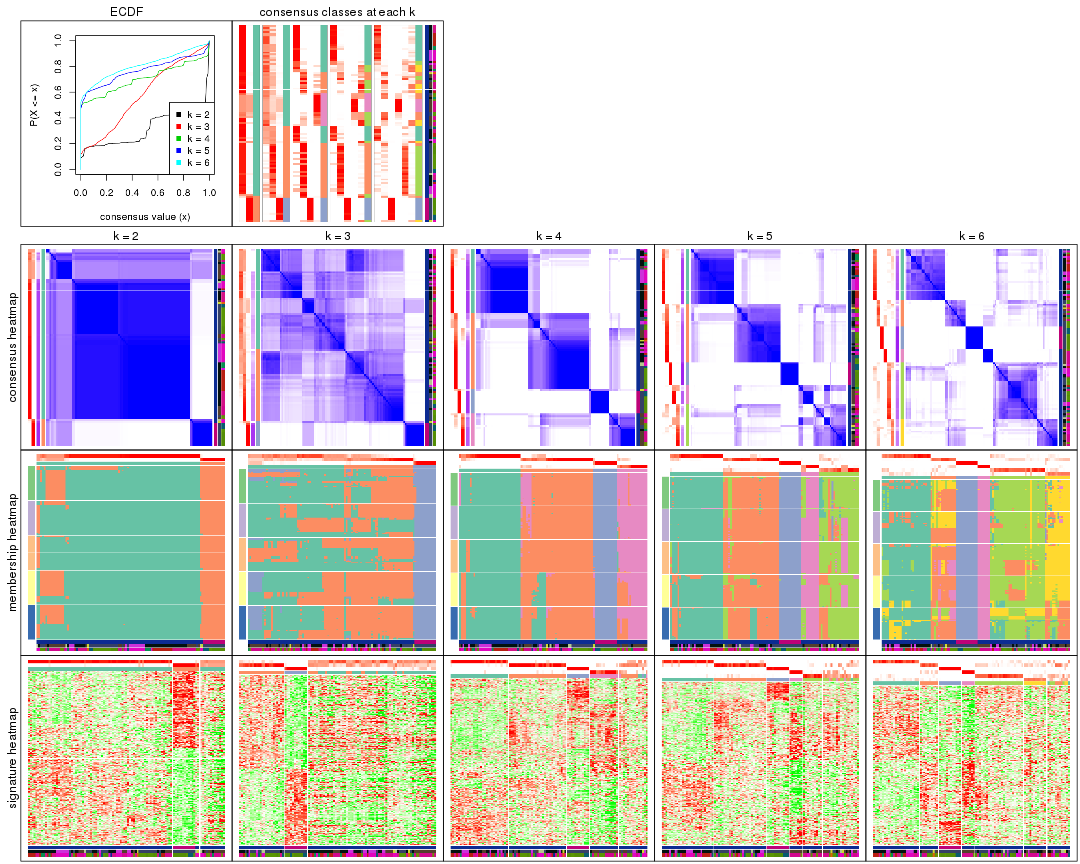 ECDF
consensus classes at each k
P(X <= x)
0.0 0.2 0.4 0.6 0.8 1.0
k = 2
k = 3
k = 4
k = 5
k = 6
0.0 0.2 0.4 0.6 0.8 1.0
consensus value (x)
k = 2 k = 3 k = 4 k = 5 k = 6
consensus heatmap
membership heatmap
signature heatmap